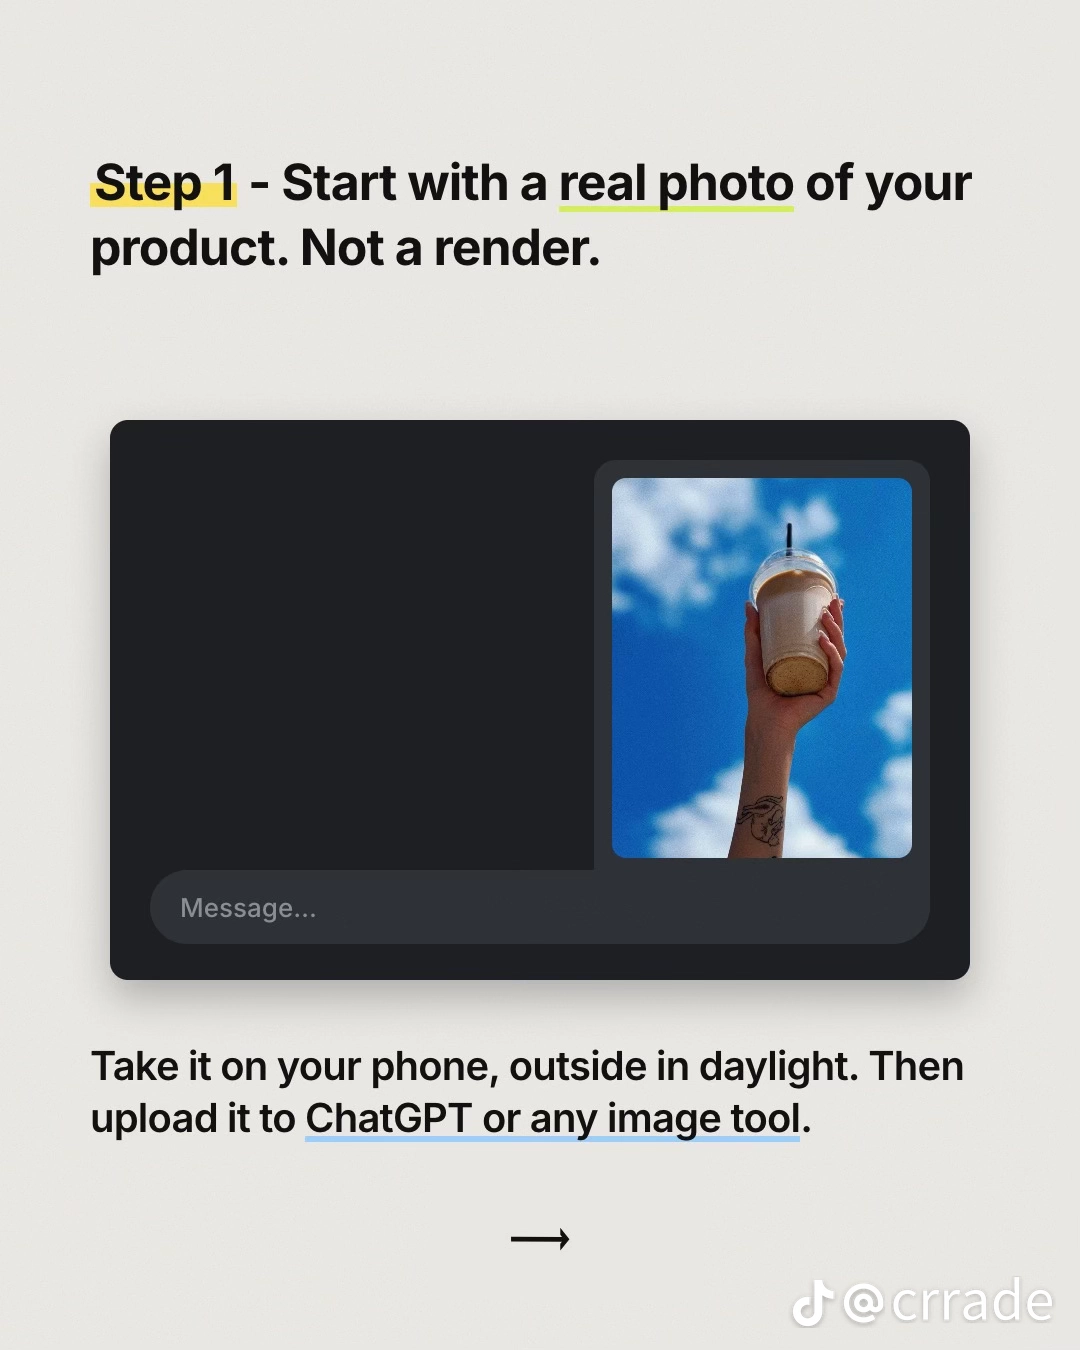 Step 1 - Start with a real photo of your
product. Not a render.
Message...
Take it on your phone, outside in daylight. Then
upload it to ChatGPT or any image tool.
@crrade